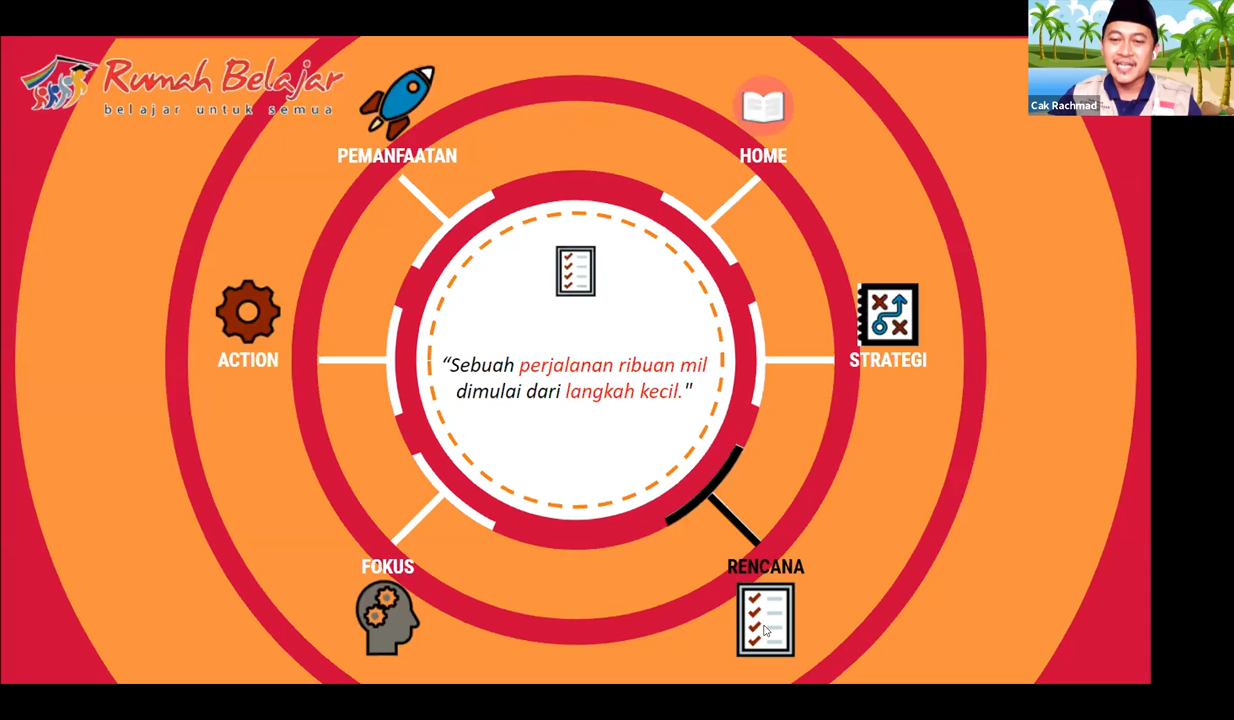 Rumah Belajar
belajar untuk semua
Cak Rachmad
PEMANFAATAN
HOME
ACTION
STRATEGI
“Sebuah perjalanan ribuan mil
dimulai dari langkah kecil."
FOKUS
RENCANA